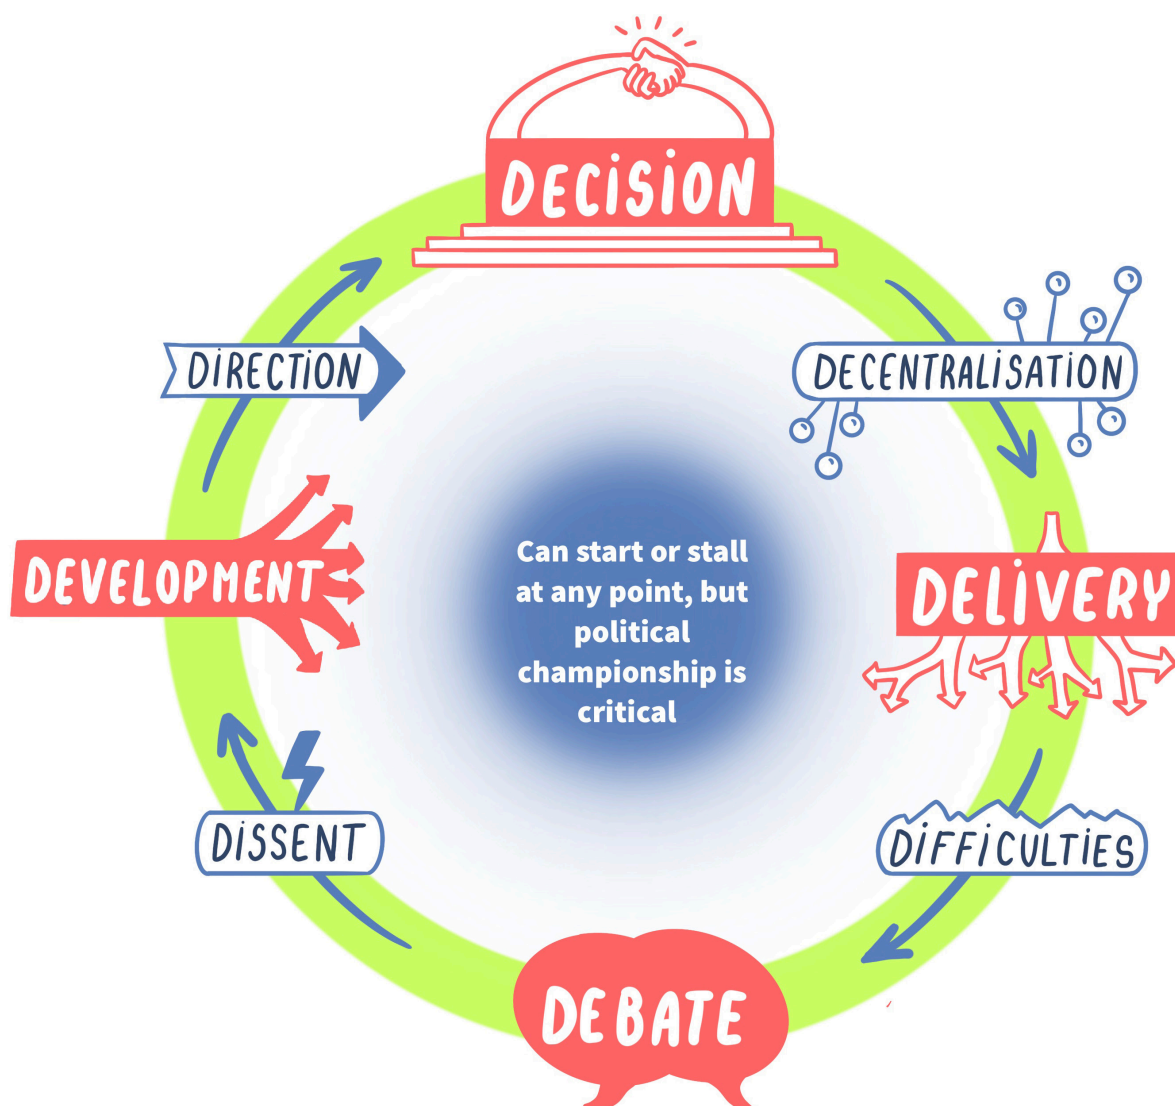 DECISION
DIRECTION
DECENTRALISATION
DEVELOPMENT
Can start or stall
at any point, but
political
championship is
critical
DELIVERY
DISSENT
DIFFICULTIES
DEBATE